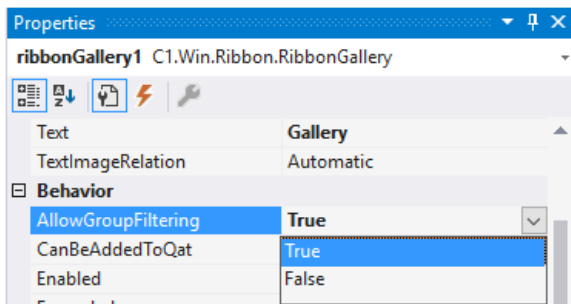 Properties
ribbonGallery1 C1.Win.Ribbon.RibbonGallery
Text Gallery
TextImageRelation Automatic
Behavior
AllowGroupFiltering True
CanBeAddedToQat True
Enabled False